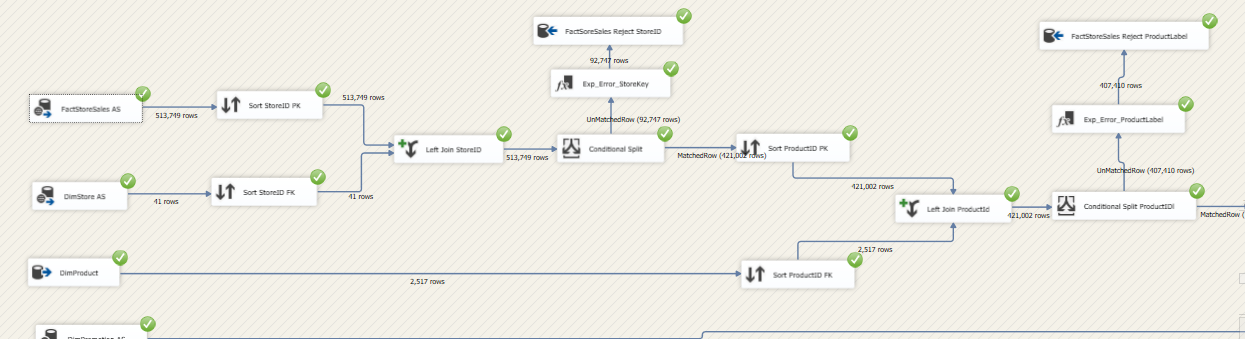 FactSoreSales Reject StoreID
FactStoreSales Reject ProductLabel
92,747 rows
Exp_Error_StoreKey
407,410 rows
FactStoreSales AS
513,749 rows
Sort StoreID PK
513,749 rows
UnMatchedRow (92,747 rows)
Exp_Error_ProductLabel
Left Join StoreID
513,749 rows
Conditional Split
MatchedRow (421,002 rows)
Sort ProductID PK
UnMatchedRow (407,410 rows)
DimStore AS
41 rows
Sort StoreID FK
41 rows
421,002 rows
Left Join ProductId
421,002 rows
Conditional Split ProductIDl
MatchedRow (
2,517 rows
DimProduct
2,517 rows
Sort ProductID FK
DimPromotion AS